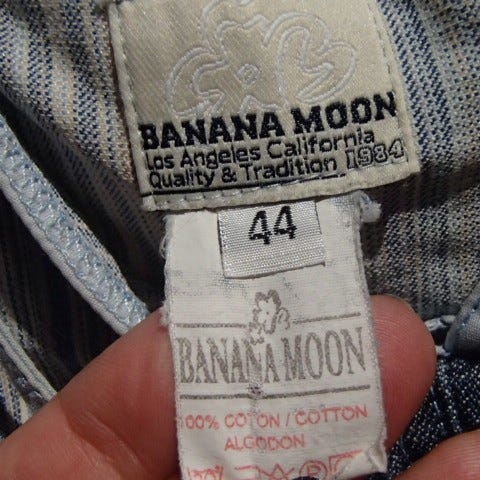 BANANA MOON
Los Angeles California
Quality & Tradition 1984
44
BANANA MOON
100% COTON / COTTON
ALGODON